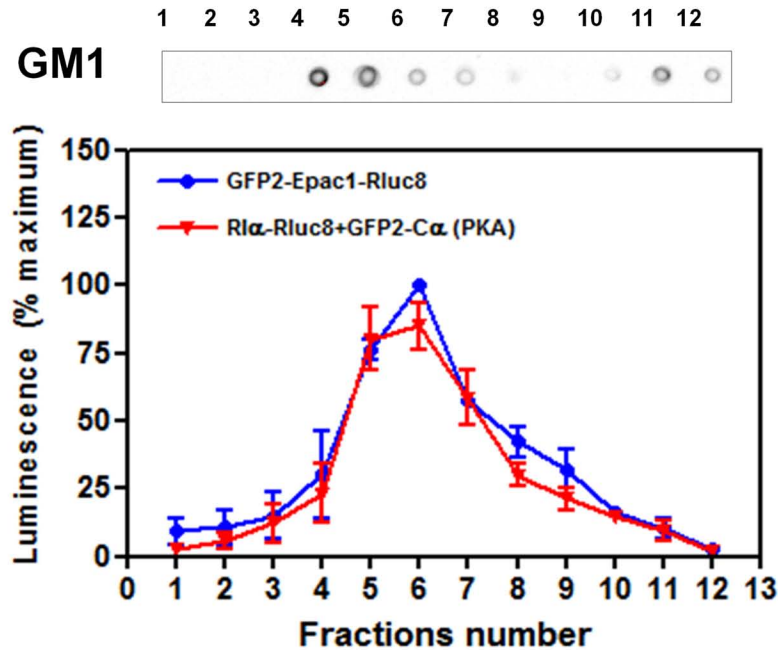 1 2 3 4 5 6 7 8 9 10 11 12
GM1
150
GFP2-Epac1-Rluc8
125
RIα-Rluc8+GFP2-Cα (PKA)
100
75
50
25
0
Luminescence (% maximum)
0 1 2 3 4 5 6 7 8 9 10 11 12 13
Fractions number